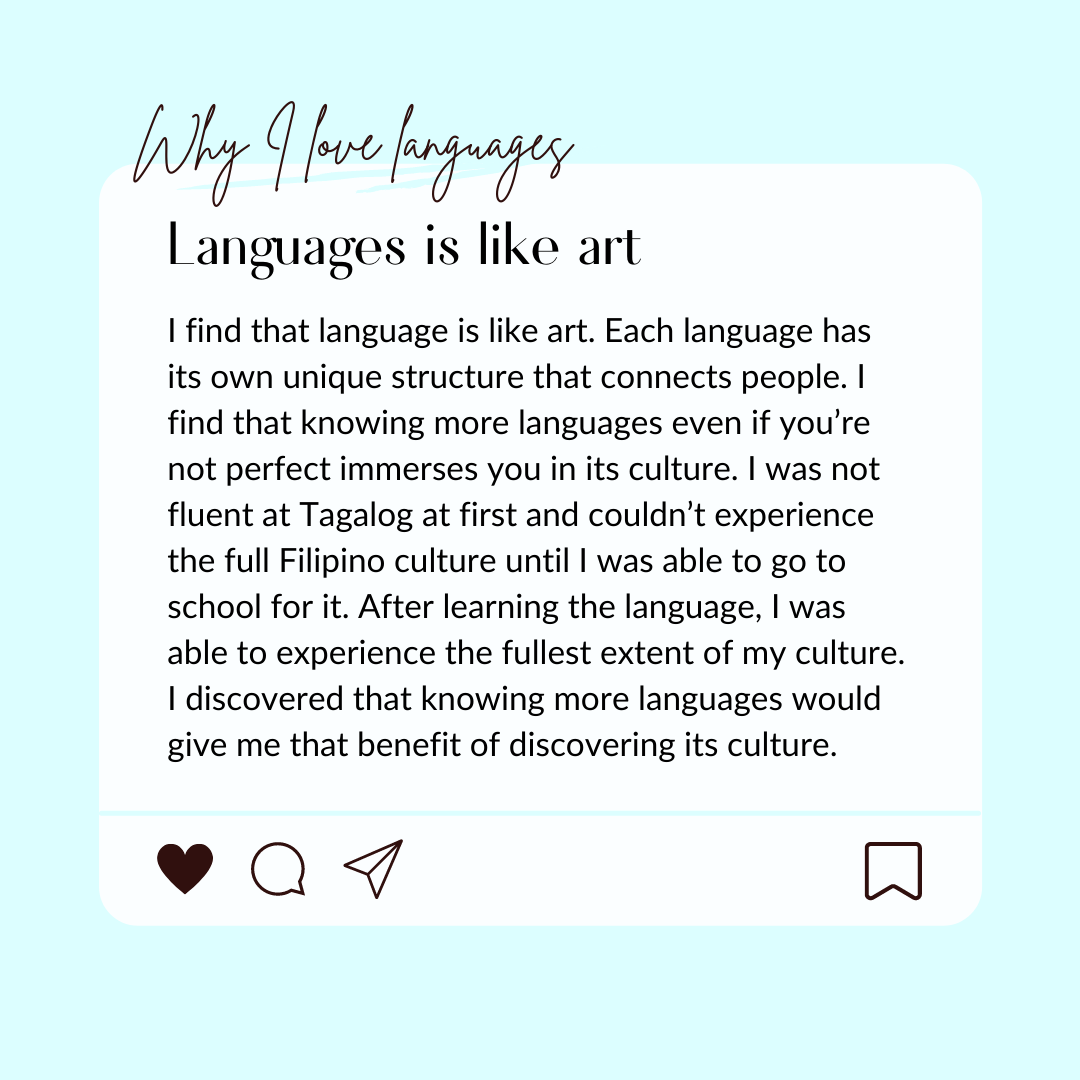 Why I love languages
Languages is like art
I find that language is like art. Each language has
its own unique structure that connects people. I
find that knowing more languages even if you’re
not perfect immerses you in its culture. I was not
fluent at Tagalog at first and couldn’t experience
the full Filipino culture until I was able to go to
school for it. After learning the language, I was
able to experience the fullest extent of my culture.
I discovered that knowing more languages would
give me that benefit of discovering its culture.